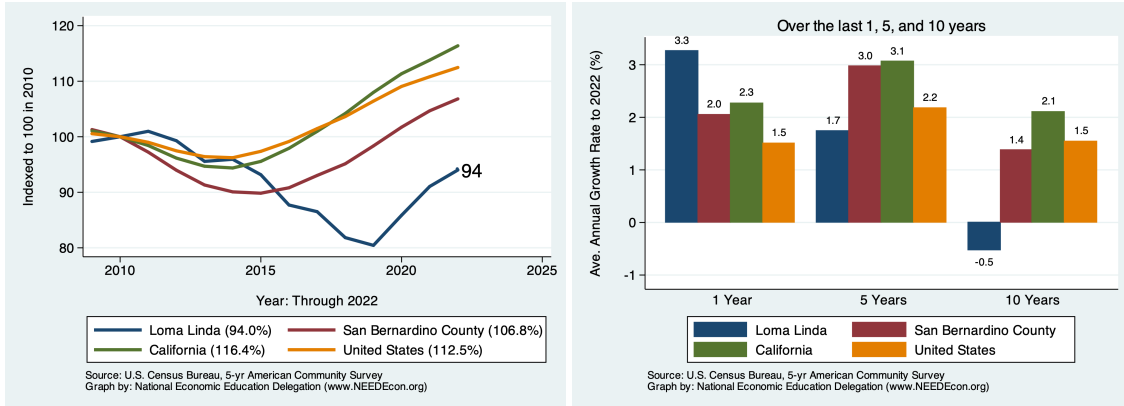 120
110
100
90
80
Indexed to 100 in 2010
94
2010
2015
2020
2025
Year: Through 2022
Loma Linda (94.0%)
San Bernardino County (106.8%)
California (116.4%)
United States (112.5%)
Source: U.S. Census Bureau, 5-yr American Community Survey
Graph by: National Economic Education Delegation (www.NEEDEcon.org)
Over the last 1, 5, and 10 years
Ave. Annual Growth Rate to 2022 (%)
3
2
1
0
-1
3.3
2.0
2.3
1.5
1.7
3.0
3.1
2.2
-0.5
1.4
2.1
1.5
1 Year
5 Years
10 Years
Loma Linda
San Bernardino County
California
United States
Source: U.S. Census Bureau, 5-yr American Community Survey
Graph by: National Economic Education Delegation (www.NEEDEcon.org)